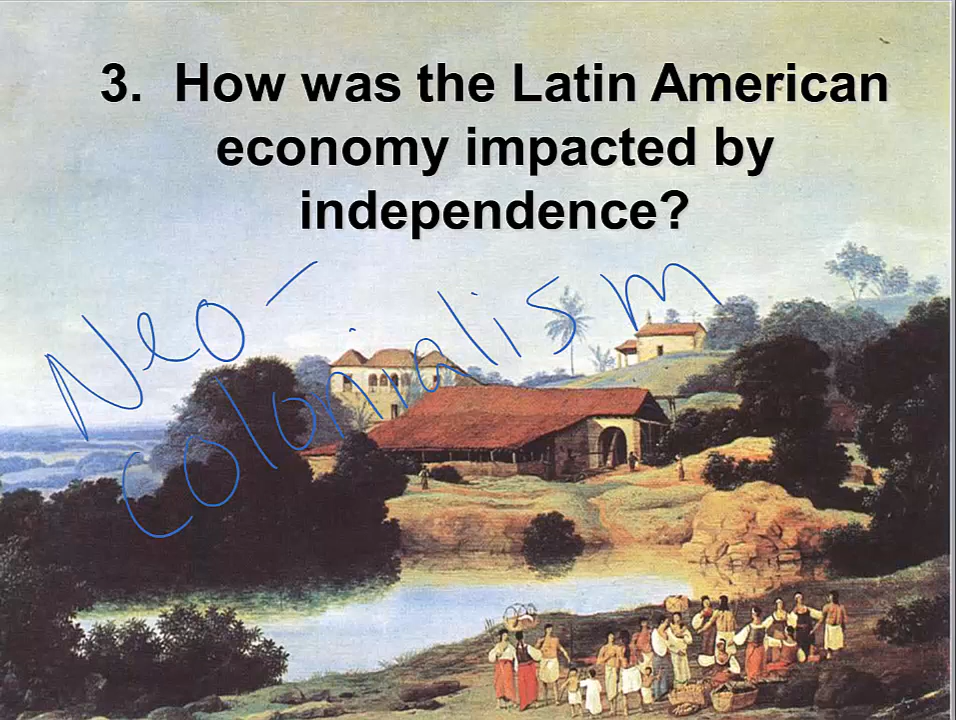 3. How was the Latin American
economy impacted by
independence?
Neo-
colonialism